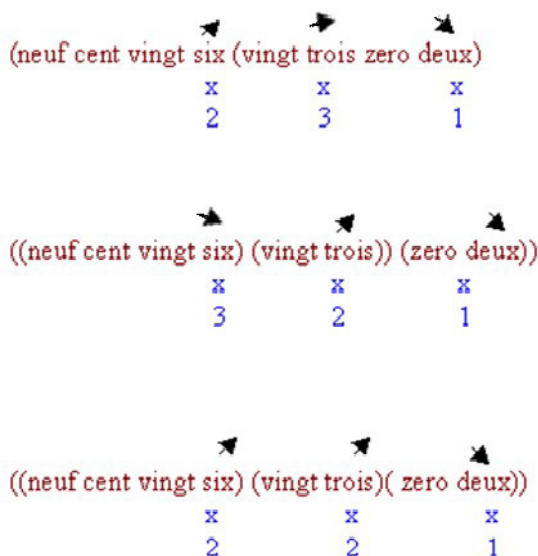 (neuf cent vingt six (vingt trois zero deux)
x x x
2 3 1
((neuf cent vingt six) (vingt trois)) (zero deux))
x x x
3 2 1
((neuf cent vingt six) (vingt trois)( zero deux))
x x x
2 2 1